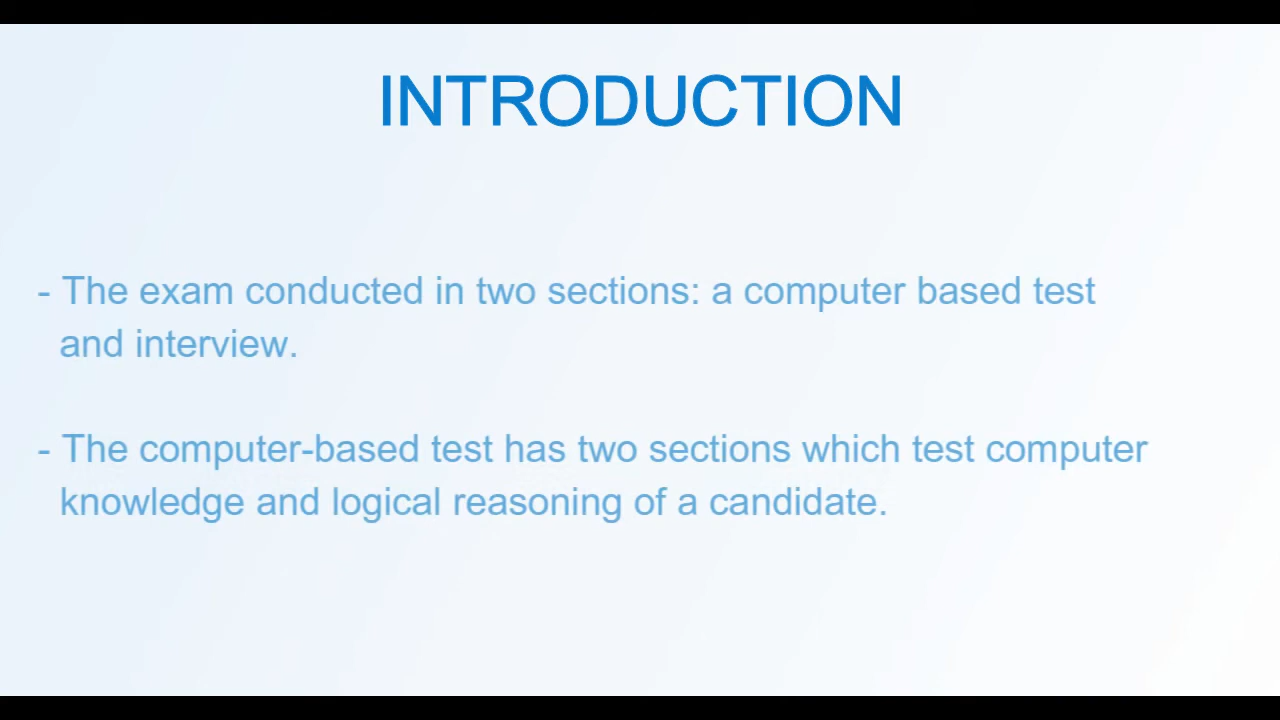 INTRODUCTION
- The exam conducted in two sections: a computer based test
and interview.
- The computer-based test has two sections which test computer
knowledge and logical reasoning of a candidate.